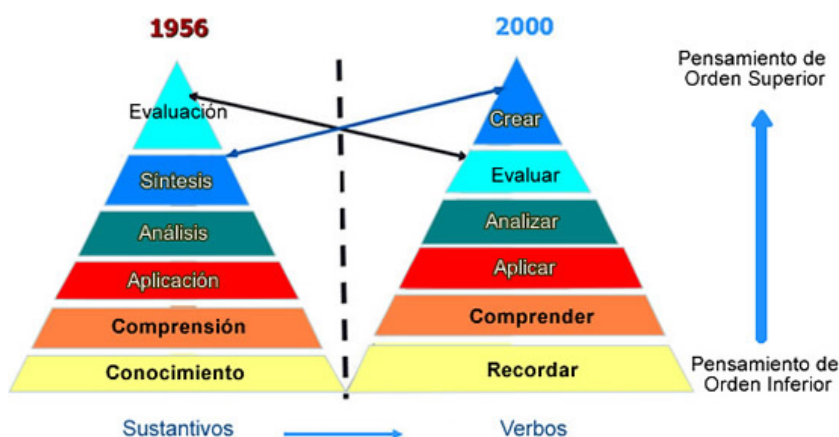 1956
Evaluación
Síntesis
Análisis
Aplicación
Comprensión
Conocimiento
Sustantivos
2000
Crear
Evaluar
Analizar
Aplicar
Comprender
Recordar
Verbos
Pensamiento de
Orden Superior
Pensamiento de
Orden Inferior